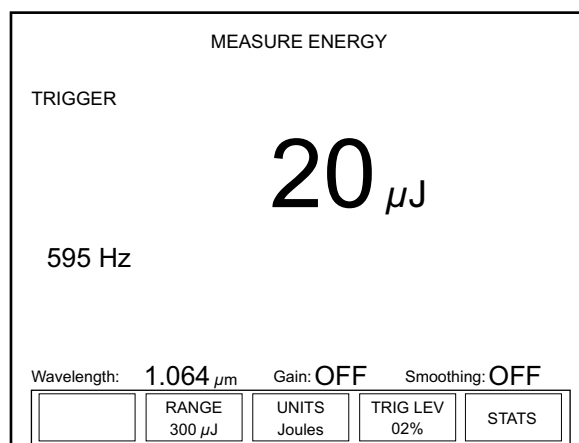 MEASURE ENERGY
TRIGGER
20 µJ
595 Hz
Wavelength: 1.064 µm Gain: OFF Smoothing: OFF
RANGE UNITS TRIG LEV STATS
300 µJ Joules 02%